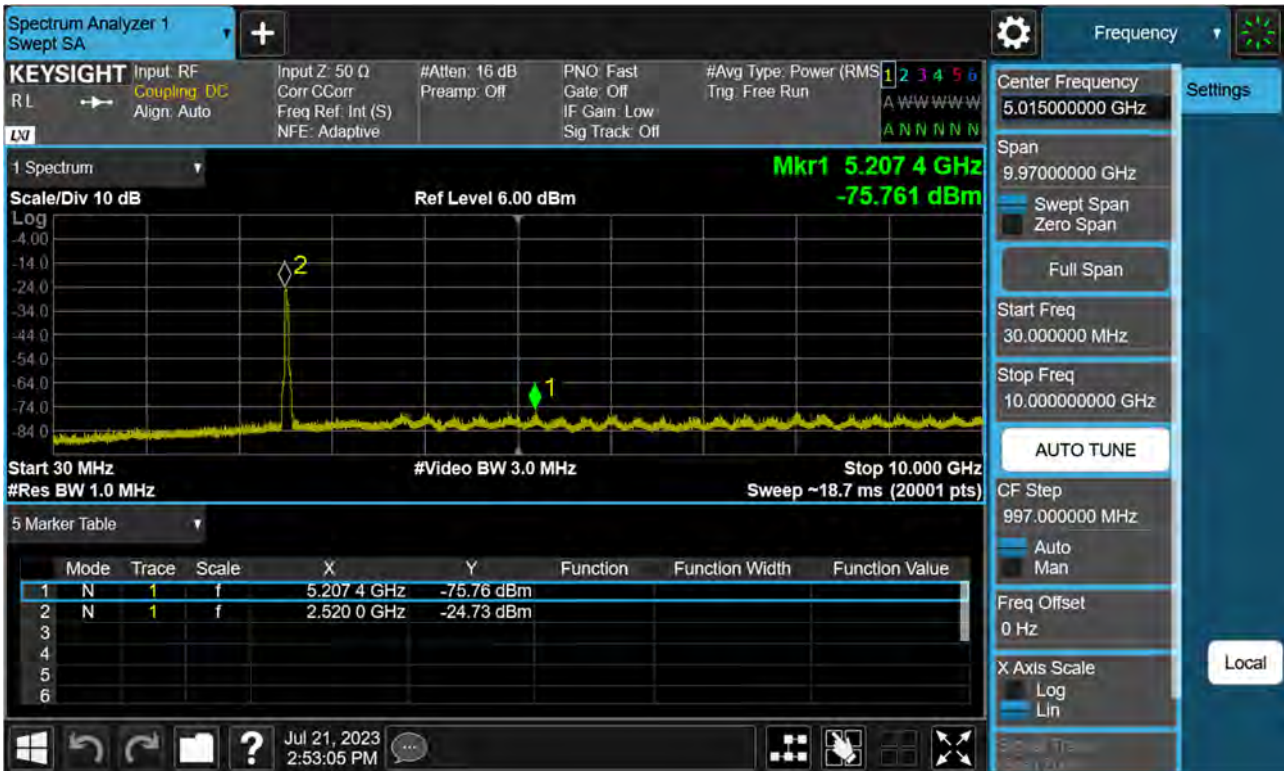 Spectrum Analyzer 1
Swept SA
+
Frequency
KEYSIGHT
RL
LXI
Input: RF
Coupling: DC
Align: Auto
Input Z: 50 Ω
Corr CCorr
Freq Ref: Int (S)
NFE: Adaptive
#Atten: 16 dB
Preamp: Off
PNO: Fast
Gate: Off
IF Gain: Low
Sig Track: Off
#Avg Type: Power (RMS
Trig: Free Run
1 2 3 4 5 6
A W W W W W
A N N N N N
1 Spectrum
Mkr1 5.207 4 GHz
Scale/Div 10 dB
Ref Level 6.00 dBm
-75.761 dBm
Log
-4.00
-14.0
-24.0
-34.0
-44.0
-54.0
-64.0
-74.0
-84.0
2
1
Start 30 MHz
#Video BW 3.0 MHz
Stop 10.000 GHz
#Res BW 1.0 MHz
Sweep ~18.7 ms (20001 pts)
5 Marker Table
Mode Trace Scale X Y Function Function Width Function Value
1 N 1 f 5.207 4 GHz -75.76 dBm
2 N 1 f 2.520 0 GHz -24.73 dBm
3
4
5
6
?
Jul 21, 2023
2:53:05 PM
Center Frequency
5.015000000 GHz
Settings
Span
9.97000000 GHz
Swept Span
Zero Span
Full Span
Start Freq
30.000000 MHz
Stop Freq
10.000000000 GHz
AUTO TUNE
CF Step
997.000000 MHz
Auto
Man
Freq Offset
0 Hz
X Axis Scale
Log
Lin
Local